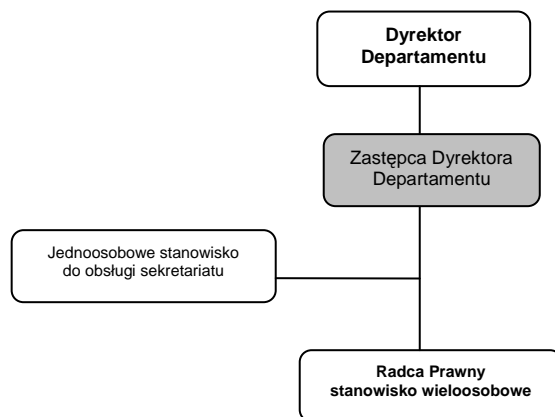 Dyrektor
Departamentu
Zastępca Dyrektora
Departamentu
Jednoosobowe stanowisko
do obsługi sekretariatu
Radca Prawny
stanowisko wieloosobowe